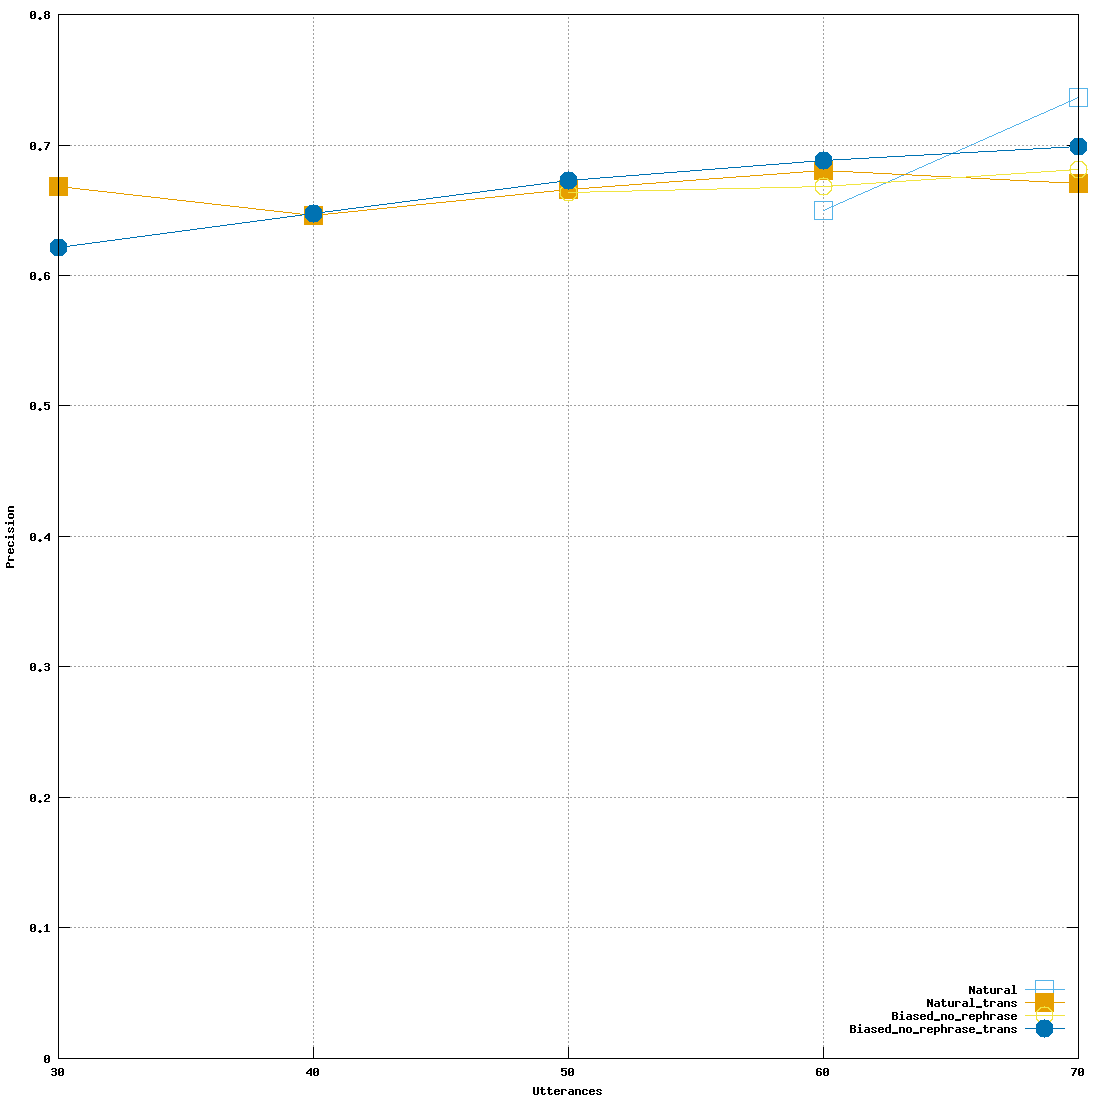 0.8
0.7
0.6
0.5
0.4
0.3
0.2
0.1
0
Precision
30 40 50 60 70
Utterances
Natural
Natural_trans
Biased_no_rephrase
Biased_no_rephrase_trans